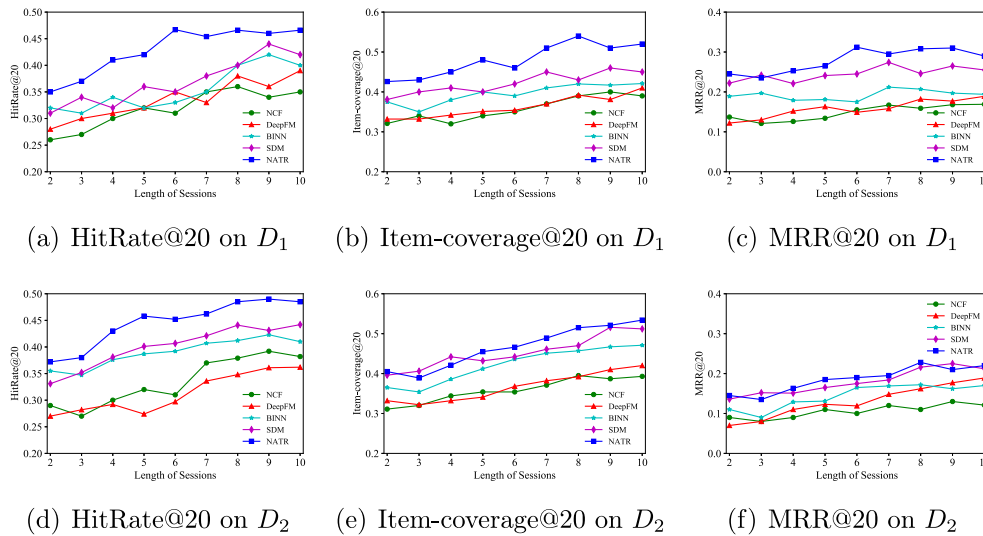 0.50
0.45
0.40
0.35
0.30
0.25
0.20
HitRate@20
2 3 4 5 6 7 8 9 10
Length of Sessions
NCF
DeepFM
BINN
SDM
NATR
(a) HitRate@20 on D1
0.6
0.5
0.4
0.3
0.2
Item-coverage@20
2 3 4 5 6 7 8 9 10
Length of Sessions
NCF
DeepFM
BINN
SDM
NATR
(b) Item-coverage@20 on D1
0.4
0.3
0.2
0.1
0.0
MRR@20
2 3 4 5 6 7 8 9 1
Length of Sessions
NCF
DeepFM
BINN
SDM
NATR
(c) MRR@20 on D1
0.50
0.45
0.40
0.35
0.30
0.25
0.20
HitRate@20
2 3 4 5 6 7 8 9 10
Length of Sessions
NCF
DeepFM
BINN
SDM
NATR
(d) HitRate@20 on D2
0.6
0.5
0.4
0.3
0.2
Item-coverage@20
2 3 4 5 6 7 8 9 10
Length of Sessions
NCF
DeepFM
BINN
SDM
NATR
(e) Item-coverage@20 on D2
0.4
0.3
0.2
0.1
0.0
MRR@20
2 3 4 5 6 7 8 9 1
Length of Sessions
NCF
DeepFM
BINN
SDM
NATR
(f) MRR@20 on D2